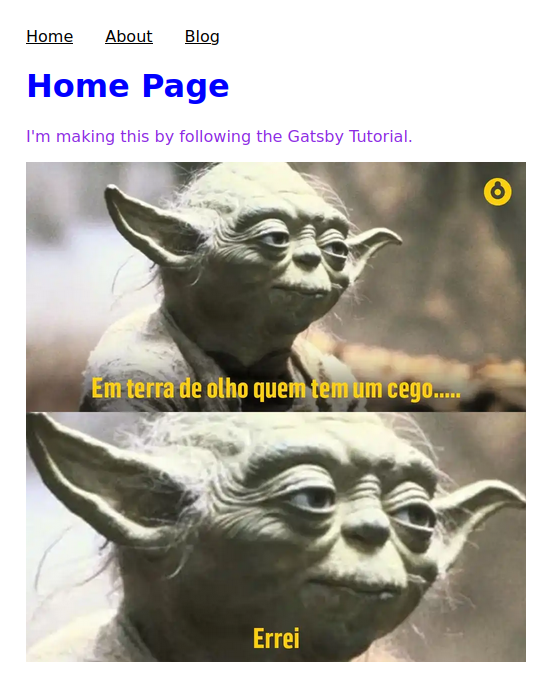 Home About Blog
Home Page
I'm making this by following the Gatsby Tutorial.
Em terra de olho quem tem um cego.....
Errei